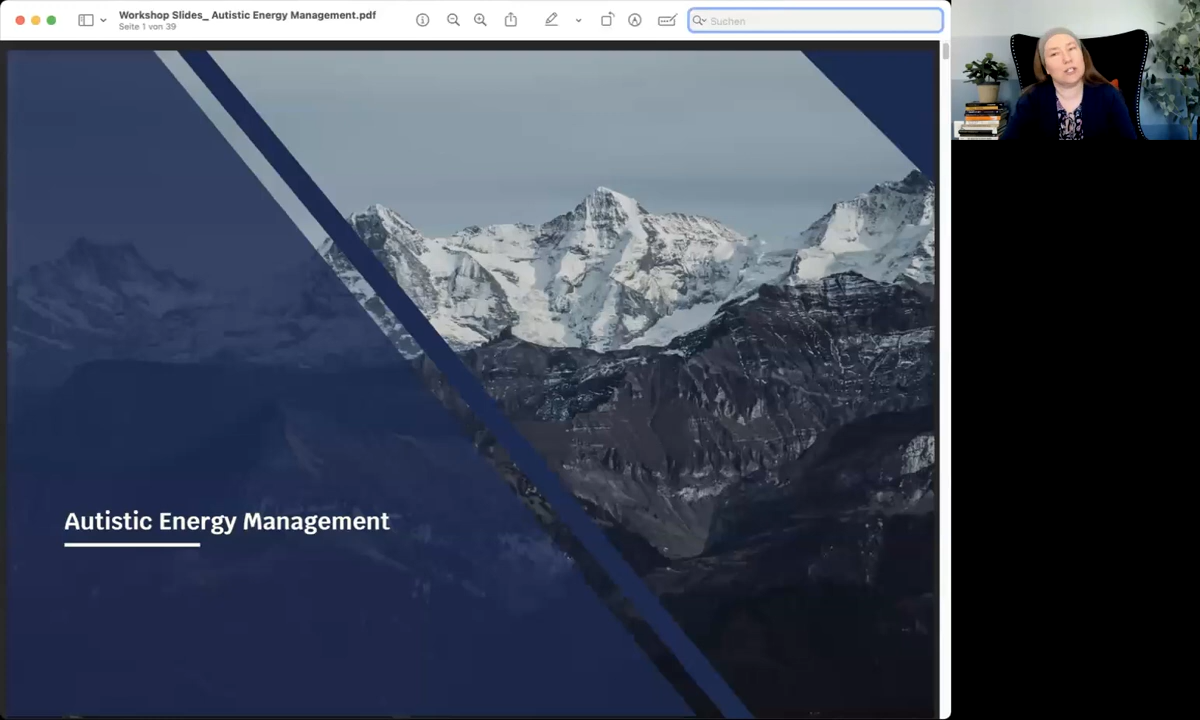 Workshop Slides_ Autistic Energy Management.pdf
Seite 1 von 39
Suchen
Autistic Energy Management